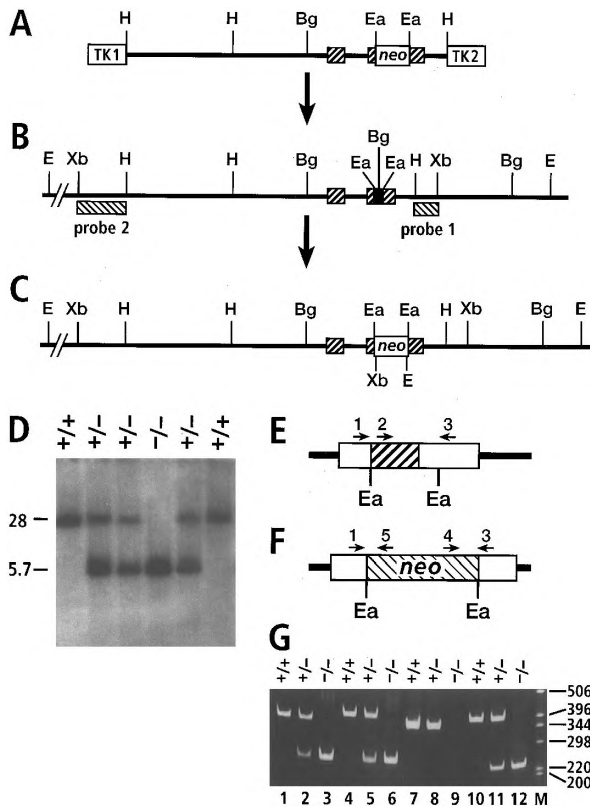 A
H H Bg Ea Ea H
TK1 neo TK2
B
Bg
E Xb H H Bg Ea Ea H Xb Bg E
probe 2 probe 1
C
E Xb H H Bg Ea Ea H Xb Bg E
neo
Xb E
D
+/+ +/- +/- -/- +/- +/+
28
5.7
E
1 2 3
Ea Ea
F
1 5 4 3
neo
Ea Ea
G
+/+ +/- -/- +/+ +/- -/- +/+ +/- -/- +/+ +/- -/-
506
396
344
298
220
200
1 2 3 4 5 6 7 8 9 10 11 12 M